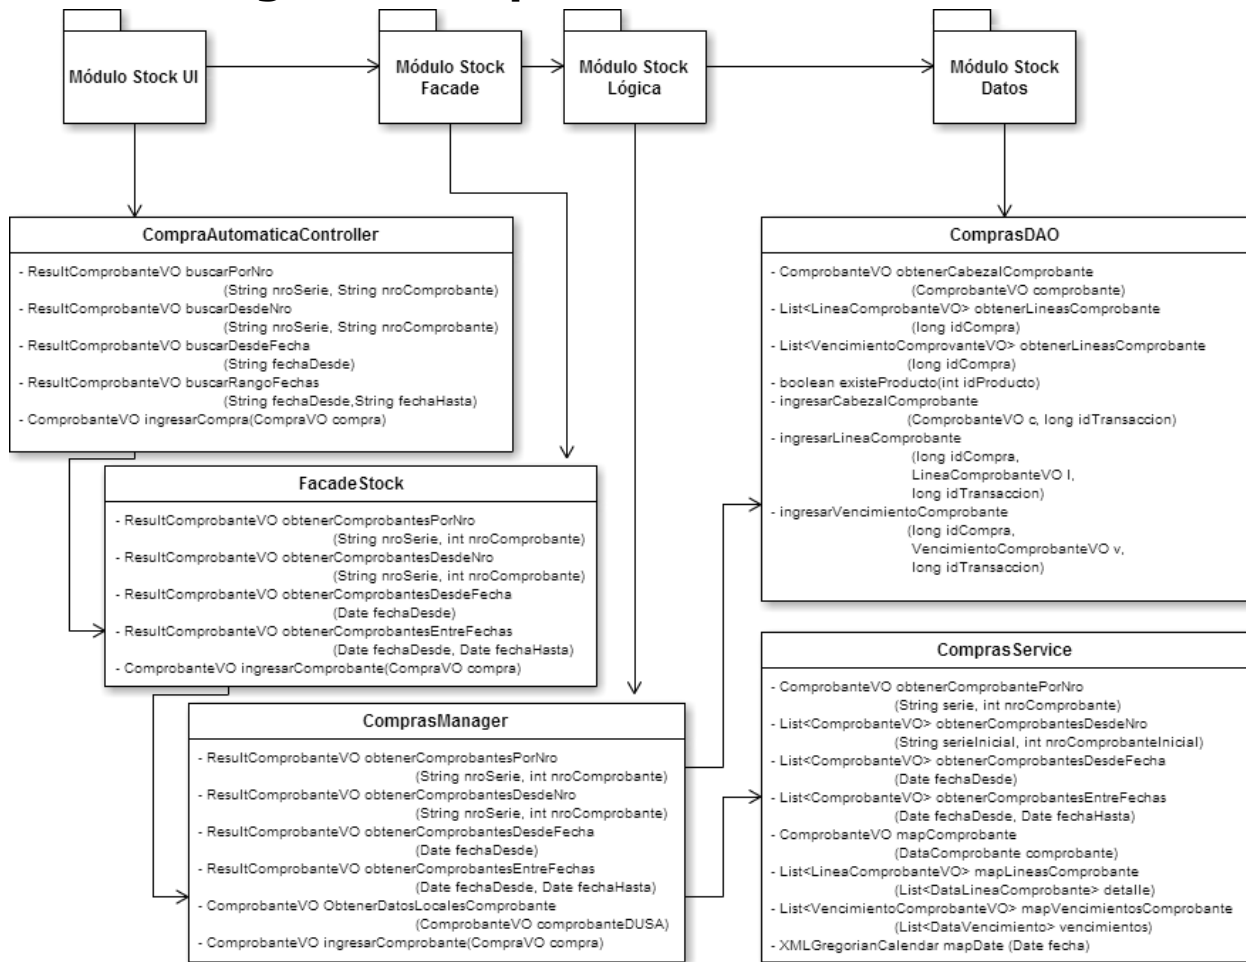 Módulo Stock UI
Módulo Stock
Facade
Módulo Stock
Lógica
Módulo Stock
Datos
CompraAutomaticaController
- ResultComprobanteVO buscarPorNro
(String nroSerie, String nroComprobante)
- ResultComprobanteVO buscarDesdeNro
(String nroSerie, String nroComprobante)
- ResultComprobanteVO buscarDesdeFecha
(String fechaDesde)
- ResultComprobanteVO buscarRangoFechas
(String fechaDesde,String fechaHasta)
- ComprobanteVO ingresarCompra(CompraVO compra)
FacadeStock
- ResultComprobanteVO obtenerComprobantesPorNro
(String nroSerie, int nroComprobante)
- ResultComprobanteVO obtenerComprobantesDesdeNro
(String nroSerie, int nroComprobante)
- ResultComprobanteVO obtenerComprobantesDesdeFecha
(Date fechaDesde)
- ResultComprobanteVO obtenerComprobantesEntreFechas
(Date fechaDesde, Date fechaHasta)
- ComprobanteVO ingresarComprobante(CompraVO compra)
ComprasManager
- ResultComprobanteVO obtenerComprobantesPorNro
(String nroSerie, int nroComprobante)
- ResultComprobanteVO obtenerComprobantesDesdeNro
(String nroSerie, int nroComprobante)
- ResultComprobanteVO obtenerComprobantesDesdeFecha
(Date fechaDesde)
- ResultComprobanteVO obtenerComprobantesEntreFechas
(Date fechaDesde, Date fechaHasta)
- ComprobanteVO ObtenerDatosLocalesComprobante
(ComprobanteVO comprobanteDUSA)
- ComprobanteVO ingresarComprobante(CompraVO compra)
ComprasDAO
- ComprobanteVO obtenerCabezalComprobante
(ComprobanteVO comprobante)
- List<LineaComprobanteVO> obtenerLineasComprobante
(long idCompra)
- List<VencimientoComprovanteVO> obtenerLineasComprobante
(long idCompra)
- boolean existeProducto(int idProducto)
- ingresarCabezalComprobante
(ComprobanteVO c, long idTransaccion)
- ingresarLineaComprobante
(long idCompra,
LineaComprobanteVO l,
long idTransaccion)
- ingresarVencimientoComprobante
(long idCompra,
VencimientoComprobanteVO v,
long idTransaccion)
ComprasService
- ComprobanteVO obtenerComprobantePorNro
(String serie, int nroComprobante)
- List<ComprobanteVO> obtenerComprobantesDesdeNro
(String serieInicial, int nroComprobanteInicial)
- List<ComprobanteVO> obtenerComprobantesDesdeFecha
(Date fechaDesde)
- List<ComprobanteVO> obtenerComprobantesEntreFechas
(Date fechaDesde, Date fechaHasta)
- ComprobanteVO mapComprobante
(DataComprobante comprobante)
- List<LineaComprobanteVO> mapLineasComprobante
(List<DataLineaComprobante> detalle)
- List<VencimientoComprobanteVO> mapVencimientosComprobante
(List<DataVencimiento> vencimientos)
- XMLGregorianCalendar mapDate (Date fecha)